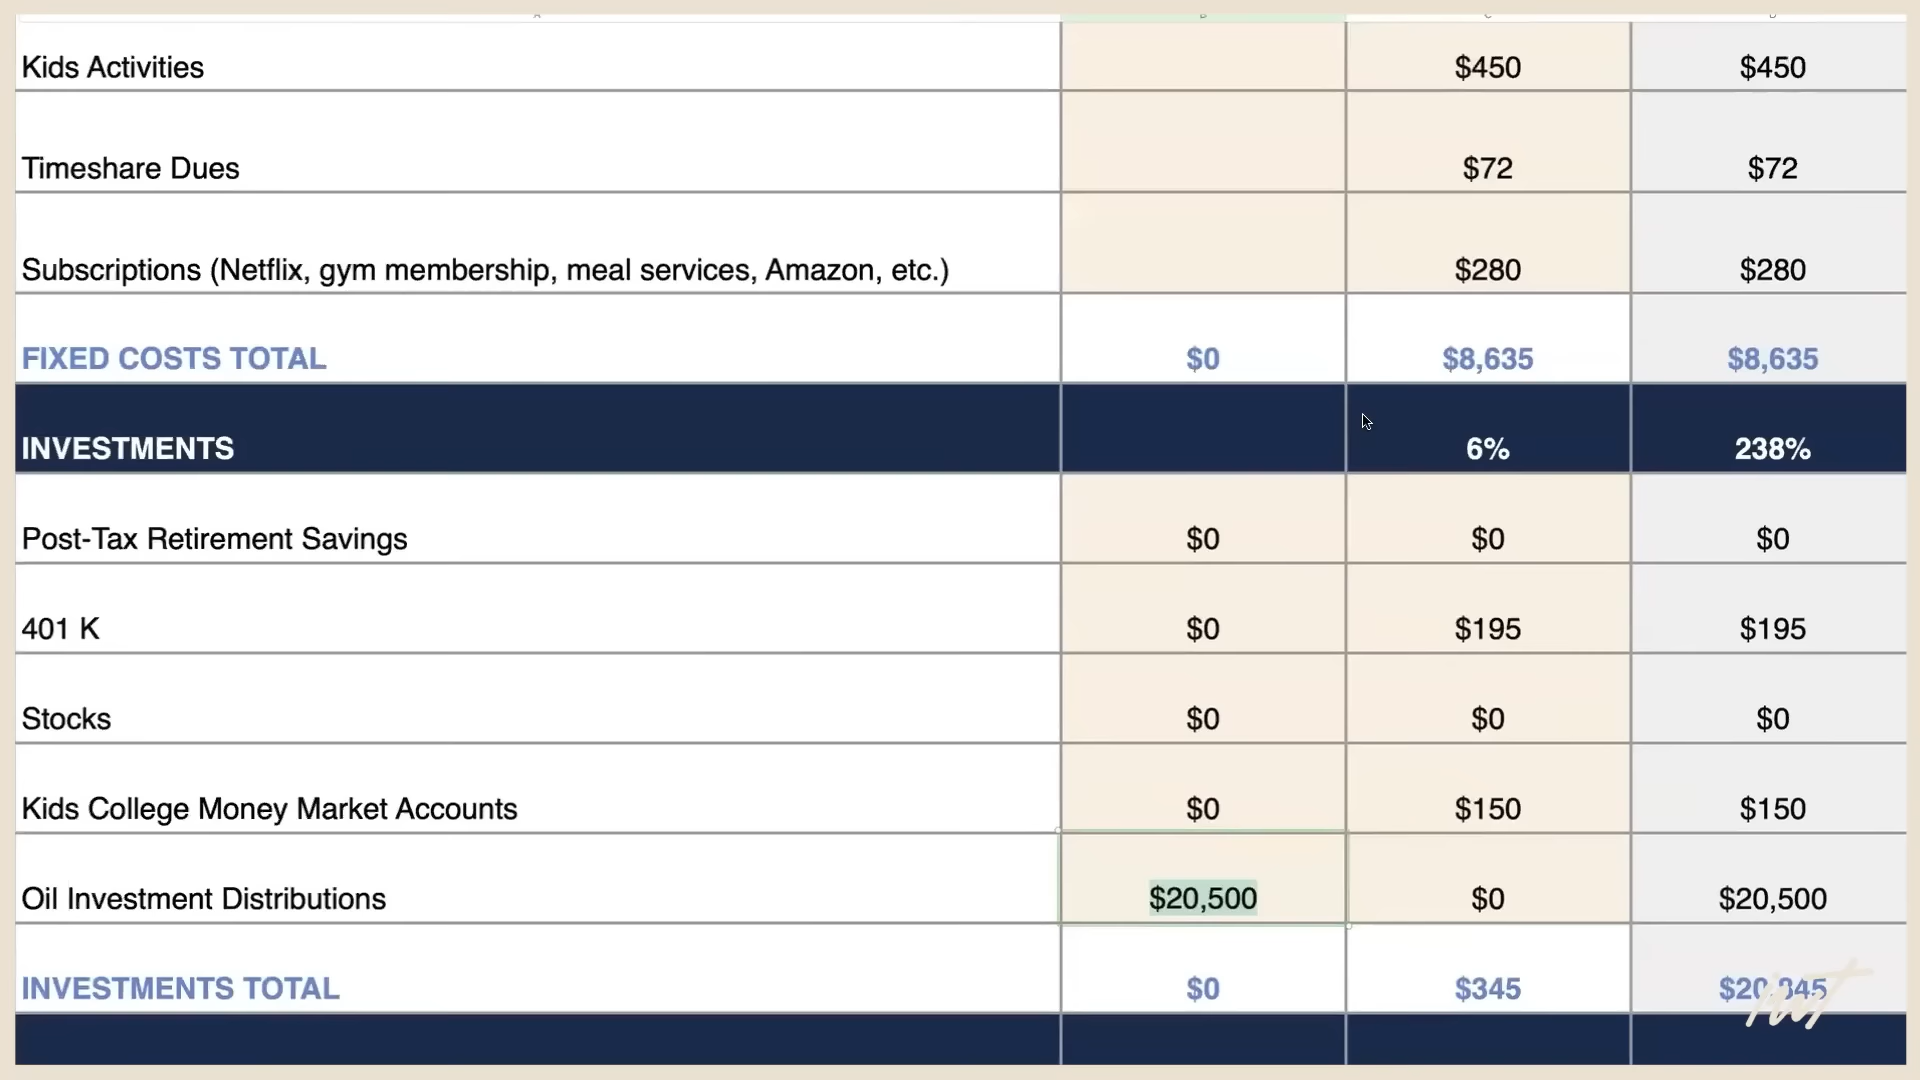 Kids Activities $450 $450
Timeshare Dues $72 $72
Subscriptions (Netflix, gym membership, meal services, Amazon, etc.) $280 $280
FIXED COSTS TOTAL $0 $8,635 $8,635
INVESTMENTS 6% 238%
Post-Tax Retirement Savings $0 $0 $0
401 K $0 $195 $195
Stocks $0 $0 $0
Kids College Money Market Accounts $0 $150 $150
Oil Investment Distributions $20,500 $0 $20,500
INVESTMENTS TOTAL $0 $345 $20,845
iwt